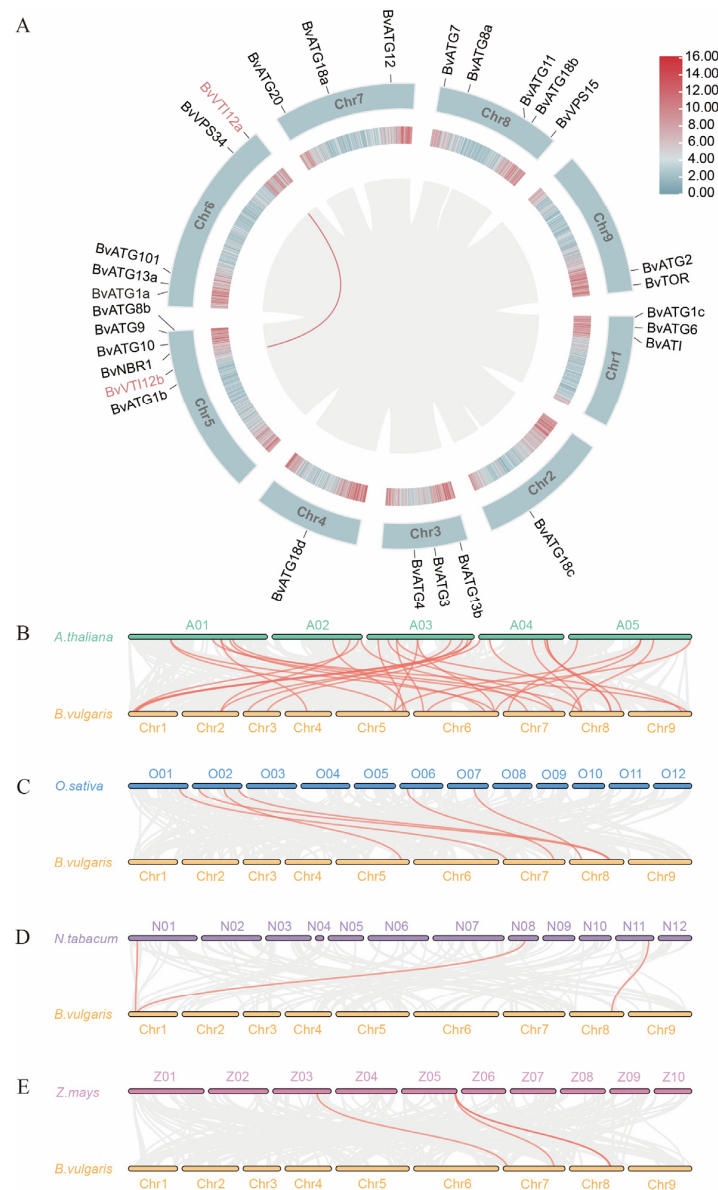 A
BvATG20
BvATG18a
BvATG12
BvATG7
BvATG8a
BvATG11
BvATG18b
BvVPS15
16.00
14.00
12.00
10.00
8.00
6.00
4.00
2.00
0.00
BvVTI12a
BvVPS34
Chr7
Chr8
Chr6
Chr9
BvATG2
BvTOR
BvATG101
BvATG13a
BvATG1a
BvATG8b
BvATG9
BvATG10
BvNBR1
BvVTI12b
BvATG1b
BvATG1c
BvATG6
BvATI
Chr1
Chr5
Chr2
Chr4
Chr3
BvATG18d
BvATG4
BvATG3
BvATG13b
BvATG18c
B
A01 A02 A03 A04 A05
A.thaliana
B.vulgaris
Chr1 Chr2 Chr3 Chr4 Chr5 Chr6 Chr7 Chr8 Chr9
C
O01 O02 O03 O04 O05 O06 O07 O08 O09 O10 O11 O12
O.sativa
B.vulgaris
Chr1 Chr2 Chr3 Chr4 Chr5 Chr6 Chr7 Chr8 Chr9
D
N01 N02 N03 N04 N05 N06 N07 N08 N09 N10 N11 N12
N.tabacum
B.vulgaris
Chr1 Chr2 Chr3 Chr4 Chr5 Chr6 Chr7 Chr8 Chr9
E
Z01 Z02 Z03 Z04 Z05 Z06 Z07 Z08 Z09 Z10
Z.mays
B.vulgaris
Chr1 Chr2 Chr3 Chr4 Chr5 Chr6 Chr7 Chr8 Chr9